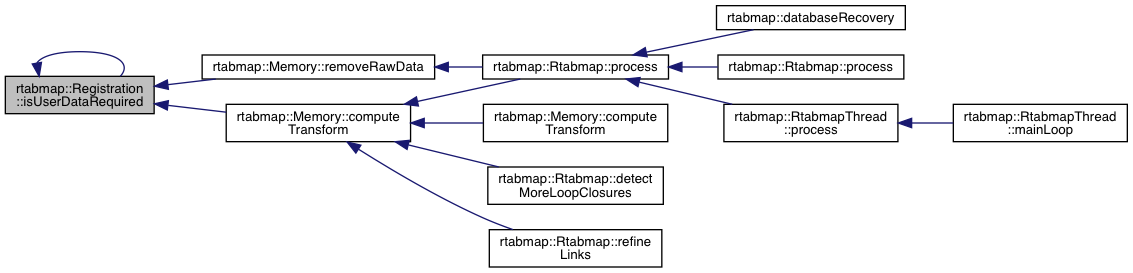 rtabmap::Registration
::isUserDataRequired
rtabmap::Memory::removeRawData
rtabmap::Memory::compute
Transform
rtabmap::Rtabmap::process
rtabmap::Memory::compute
Transform
rtabmap::Rtabmap::detect
MoreLoopClosures
rtabmap::Rtabmap::refine
Links
rtabmap::databaseRecovery
rtabmap::Rtabmap::process
rtabmap::RtabmapThread
::process
rtabmap::RtabmapThread
::mainLoop